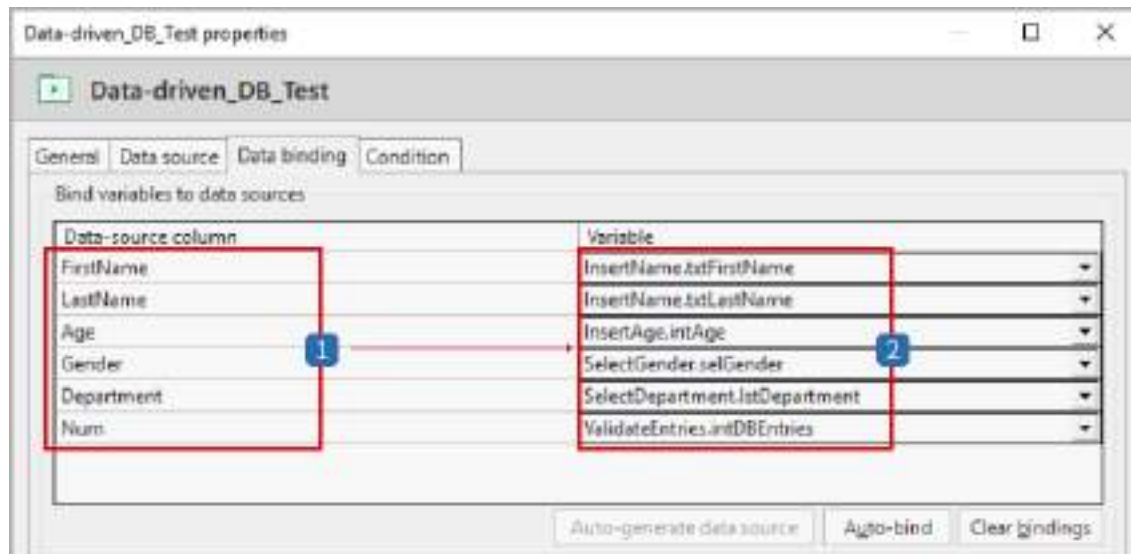 Data-driven_DB_Test properties
Data-driven_DB_Test
General Data source Data binding Condition
Bind variables to data sources
Data-source column Variable
FirstName InsertName.txtFirstName
LastName InsertName.txtLastName
Age InsertAge.intAge
1 2
Gender SelectGender.selGender
Department SelectDepartment.lstDepartment
Num ValidateEntries.intDBEntries
Auto-generate data source Auto-bind Clear bindings